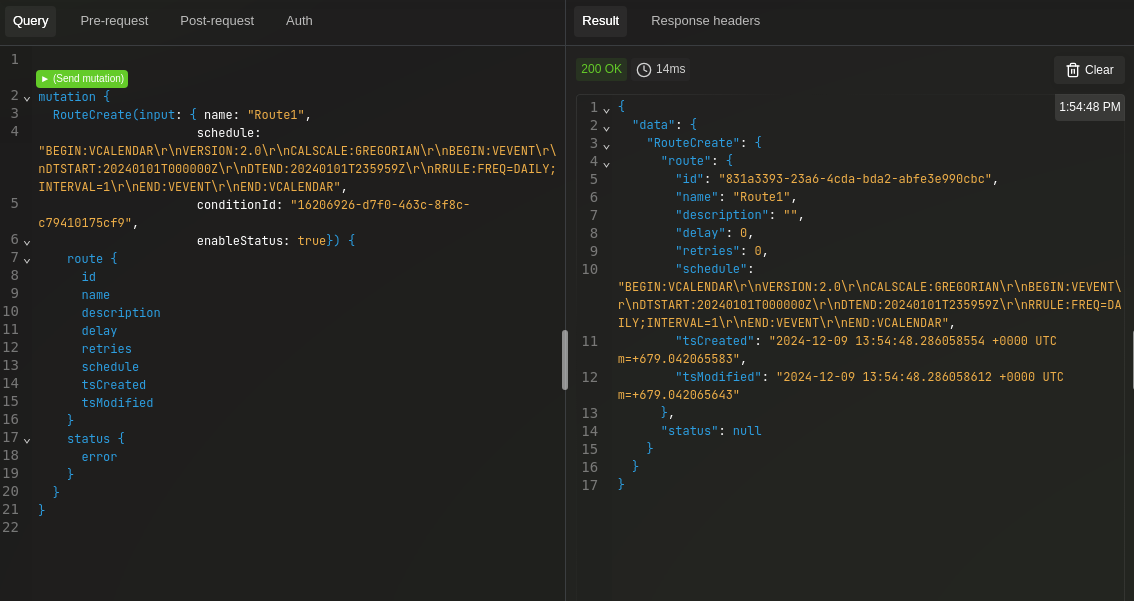 Query Pre-request Post-request Auth
1
► (Send mutation)
2 mutation {
3 RouteCreate(input: { name: "Route1",
4 schedule:
"BEGIN:VCALENDAR\r\nVERSION:2.0\r\nCALSCALE:GREGORIAN\r\nBEGIN:VEVENT\r\
nDTSTART:20240101T000000Z\r\nDTEND:20240101T235959Z\r\nRRULE:FREQ=DAILY;
INTERVAL=1\r\nEND:VEVENT\r\nEND:VCALENDAR",
5 conditionId: "16206926-d7f0-463c-8f8c-
c79410175cf9",
6 enableStatus: true}) {
7 route {
8 id
9 name
10 description
11 delay
12 retries
13 schedule
14 tsCreated
15 tsModified
16 }
17 status {
18 error
19 }
20 }
21 }
22
Result Response headers
200 OK 14ms Clear
1:54:48 PM
1 {
2 "data": {
3 "RouteCreate": {
4 "route": {
5 "id": "831a3393-23a6-4cda-bda2-abfe3e990cbc",
6 "name": "Route1",
7 "description": "",
8 "delay": 0,
9 "retries": 0,
10 "schedule":
"BEGIN:VCALENDAR\r\nVERSION:2.0\r\nCALSCALE:GREGORIAN\r\nBEGIN:VEVENT\
r\nDTSTART:20240101T000000Z\r\nDTEND:20240101T235959Z\r\nRRULE:FREQ=DA
ILY;INTERVAL=1\r\nEND:VEVENT\r\nEND:VCALENDAR",
11 "tsCreated": "2024-12-09 13:54:48.286058554 +0000 UTC
m=+679.042065583",
12 "tsModified": "2024-12-09 13:54:48.286058612 +0000 UTC
m=+679.042065643"
13 },
14 "status": null
15 }
16 }
17 }